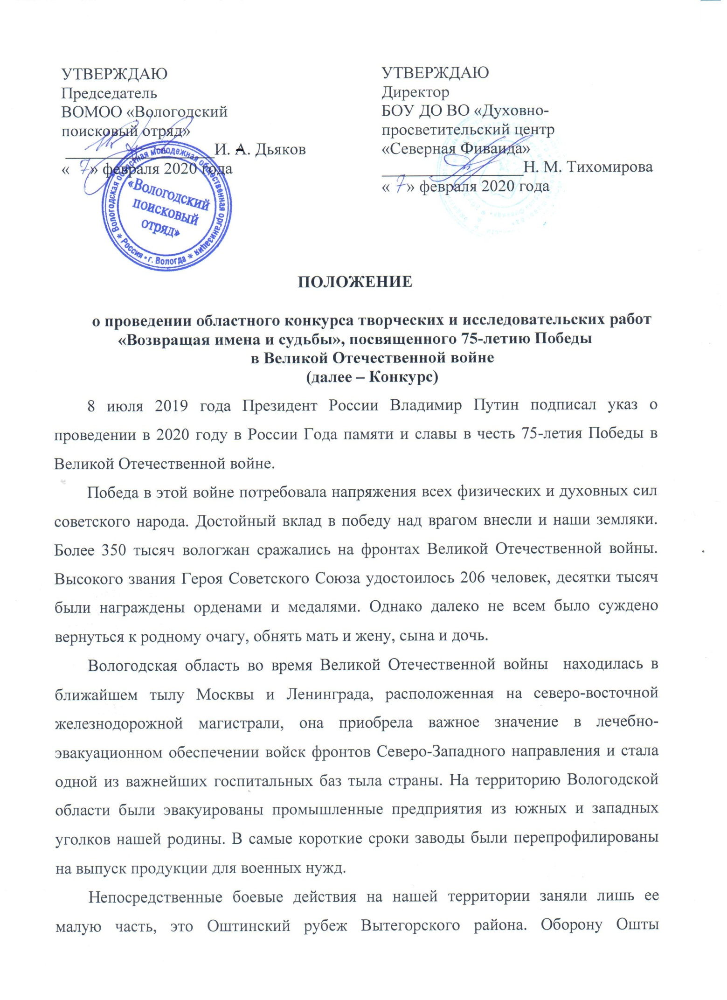 УТВЕРЖДАЮ
Председатель
ВОМОО «Вологодский
поисковый отряд»
__________________И. А. Дьяков
« 7 » февраля 2020 года
УТВЕРЖДАЮ
Директор
БОУ ДО ВО «Духовно-
просветительский центр
«Северная Фиваида»
_________________Н. М. Тихомирова
« 7 » февраля 2020 года
Вологодская областная молодежная общественная организация
«Вологодский
поисковый
отряд»
* Россия • г. Вологда *
ПОЛОЖЕНИЕ
о проведении областного конкурса творческих и исследовательских работ
«Возвращая имена и судьбы», посвященного 75-летию Победы
в Великой Отечественной войне
(далее – Конкурс)
8 июля 2019 года Президент России Владимир Путин подписал указ о
проведении в 2020 году в России Года памяти и славы в честь 75-летия Победы в
Великой Отечественной войне.
Победа в этой войне потребовала напряжения всех физических и духовных сил
советского народа. Достойный вклад в победу над врагом внесли и наши земляки.
Более 350 тысяч вологжан сражались на фронтах Великой Отечественной войны.
Высокого звания Героя Советского Союза удостоилось 206 человек, десятки тысяч
были награждены орденами и медалями. Однако далеко не всем было суждено
вернуться к родному очагу, обнять мать и жену, сына и дочь.
Вологодская область во время Великой Отечественной войны находилась в
ближайшем тылу Москвы и Ленинграда, расположенная на северо-восточной
железнодорожной магистрали, она приобрела важное значение в лечебно-
эвакуационном обеспечении войск фронтов Северо-Западного направления и стала
одной из важнейших госпитальных баз тыла страны. На территорию Вологодской
области были эвакуированы промышленные предприятия из южных и западных
уголков нашей родины. В самые короткие сроки заводы были перепрофилированы
на выпуск продукции для военных нужд.
Непосредственные боевые действия на нашей территории заняли лишь ее
малую часть, это Оштинский рубеж Вытегорского района. Оборону Ошты